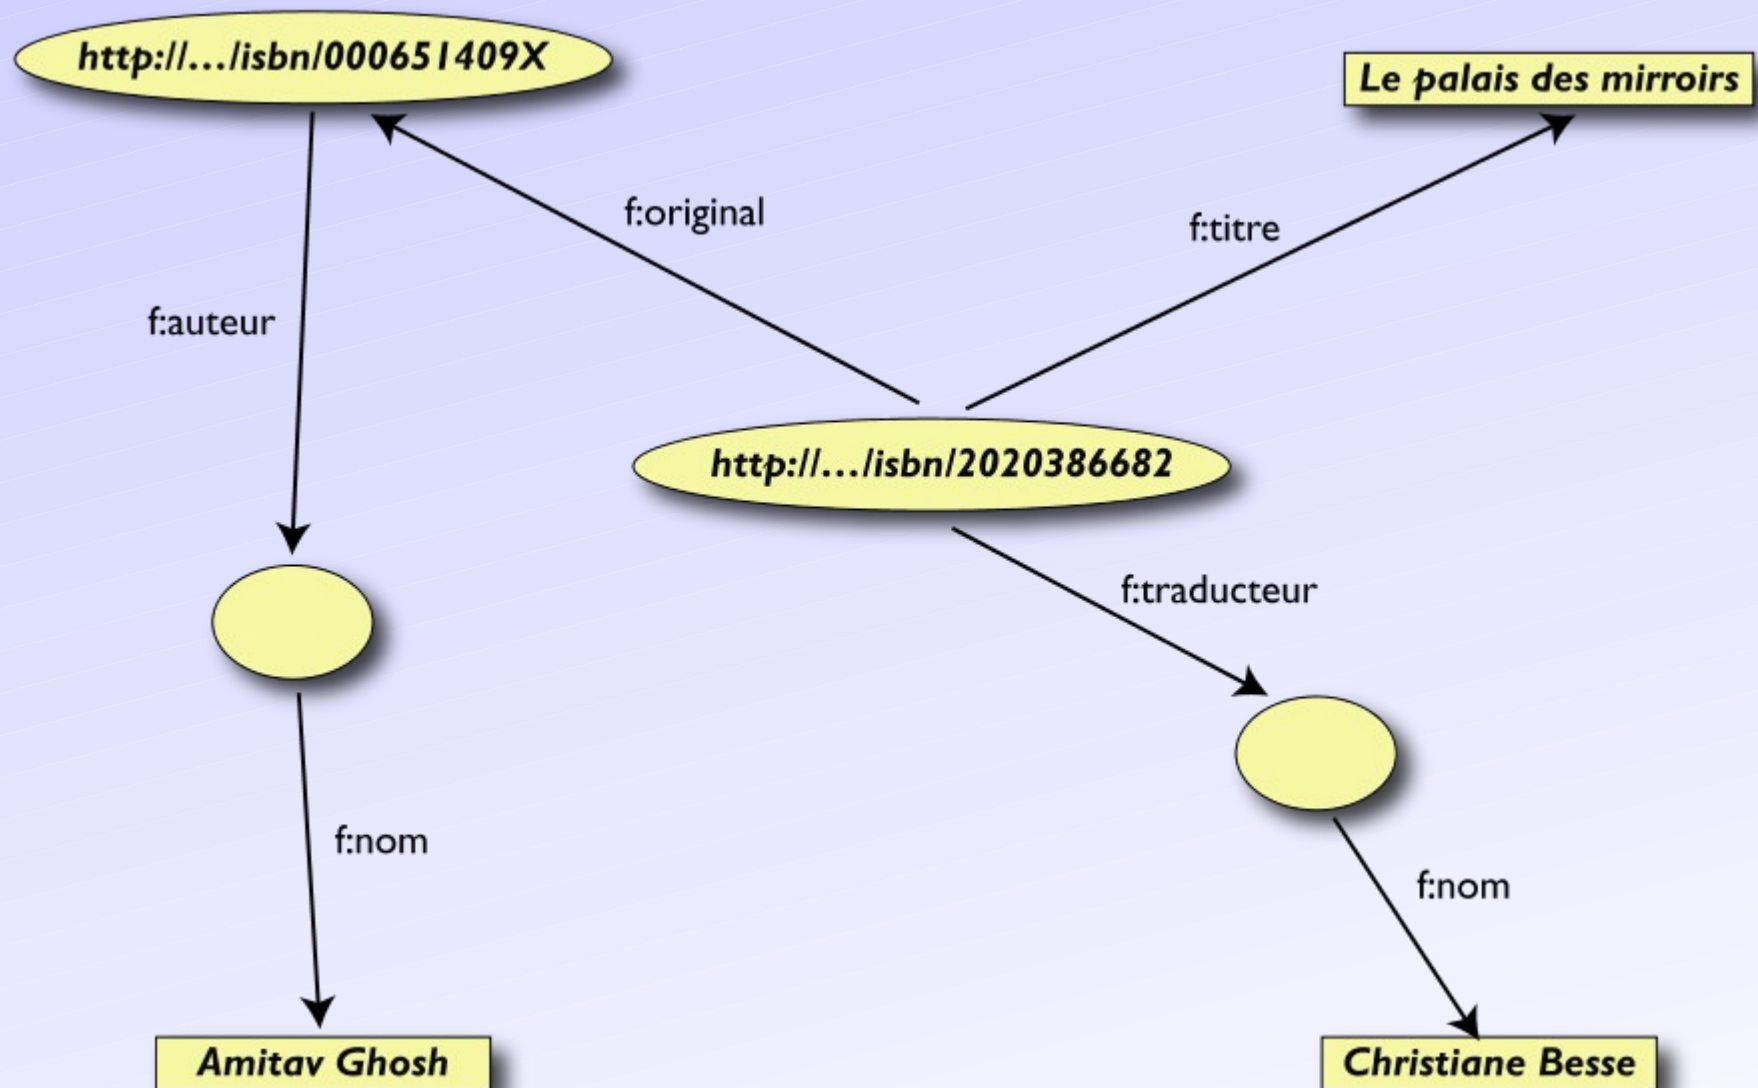 http://…/isbn/000651409X
Le palais des mirroirs
f:original
f:titre
f:auteur
http://…/isbn/2020386682
f:traducteur
f:nom
f:nom
Amitav Ghosh
Christiane Besse